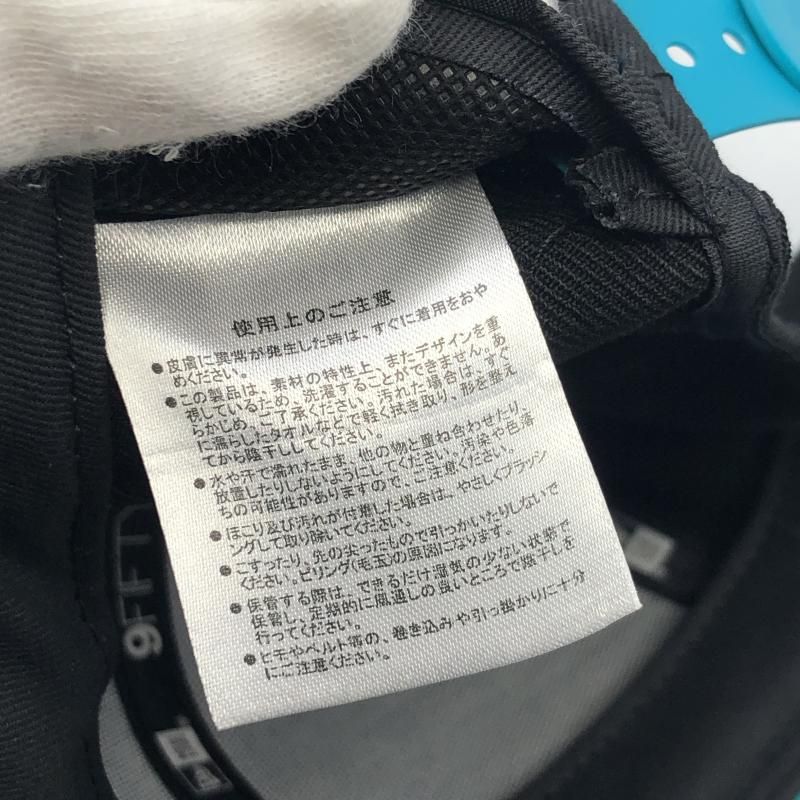 使用上のご注意
●皮膚に異常が発生した時は、すぐに着用をおや
めください。
●この製品は、素材の特性上、またデザインを重
視しているため、洗濯することができません。あ
らかじめ、ご了承ください。汚れた場合は、すぐ
に濡らしたタオルなどで軽く拭き取り、形を整え
てから陰干ししてください。
●水や汗で濡れたまま、他の物と重ね合わせたり、
放置したりしないようにしてください。汚染や色落
ちの可能性がありますので、ご注意ください。
●ほこり及び汚れが付着した場合は、やさしくブラッシ
ングして取り除いてください。
●こすったり、先の尖ったもので引っかいたりしないで
ください。ピリング(毛玉)の原因になります。
●保管する際は、できるだけ湿気の少ない状態で
保管し、定期的に風通しの良いところで陰干しを
行ってください。
●ヒモやベルト等の、巻き込みや引っ掛かりに十分
にご注意ください。